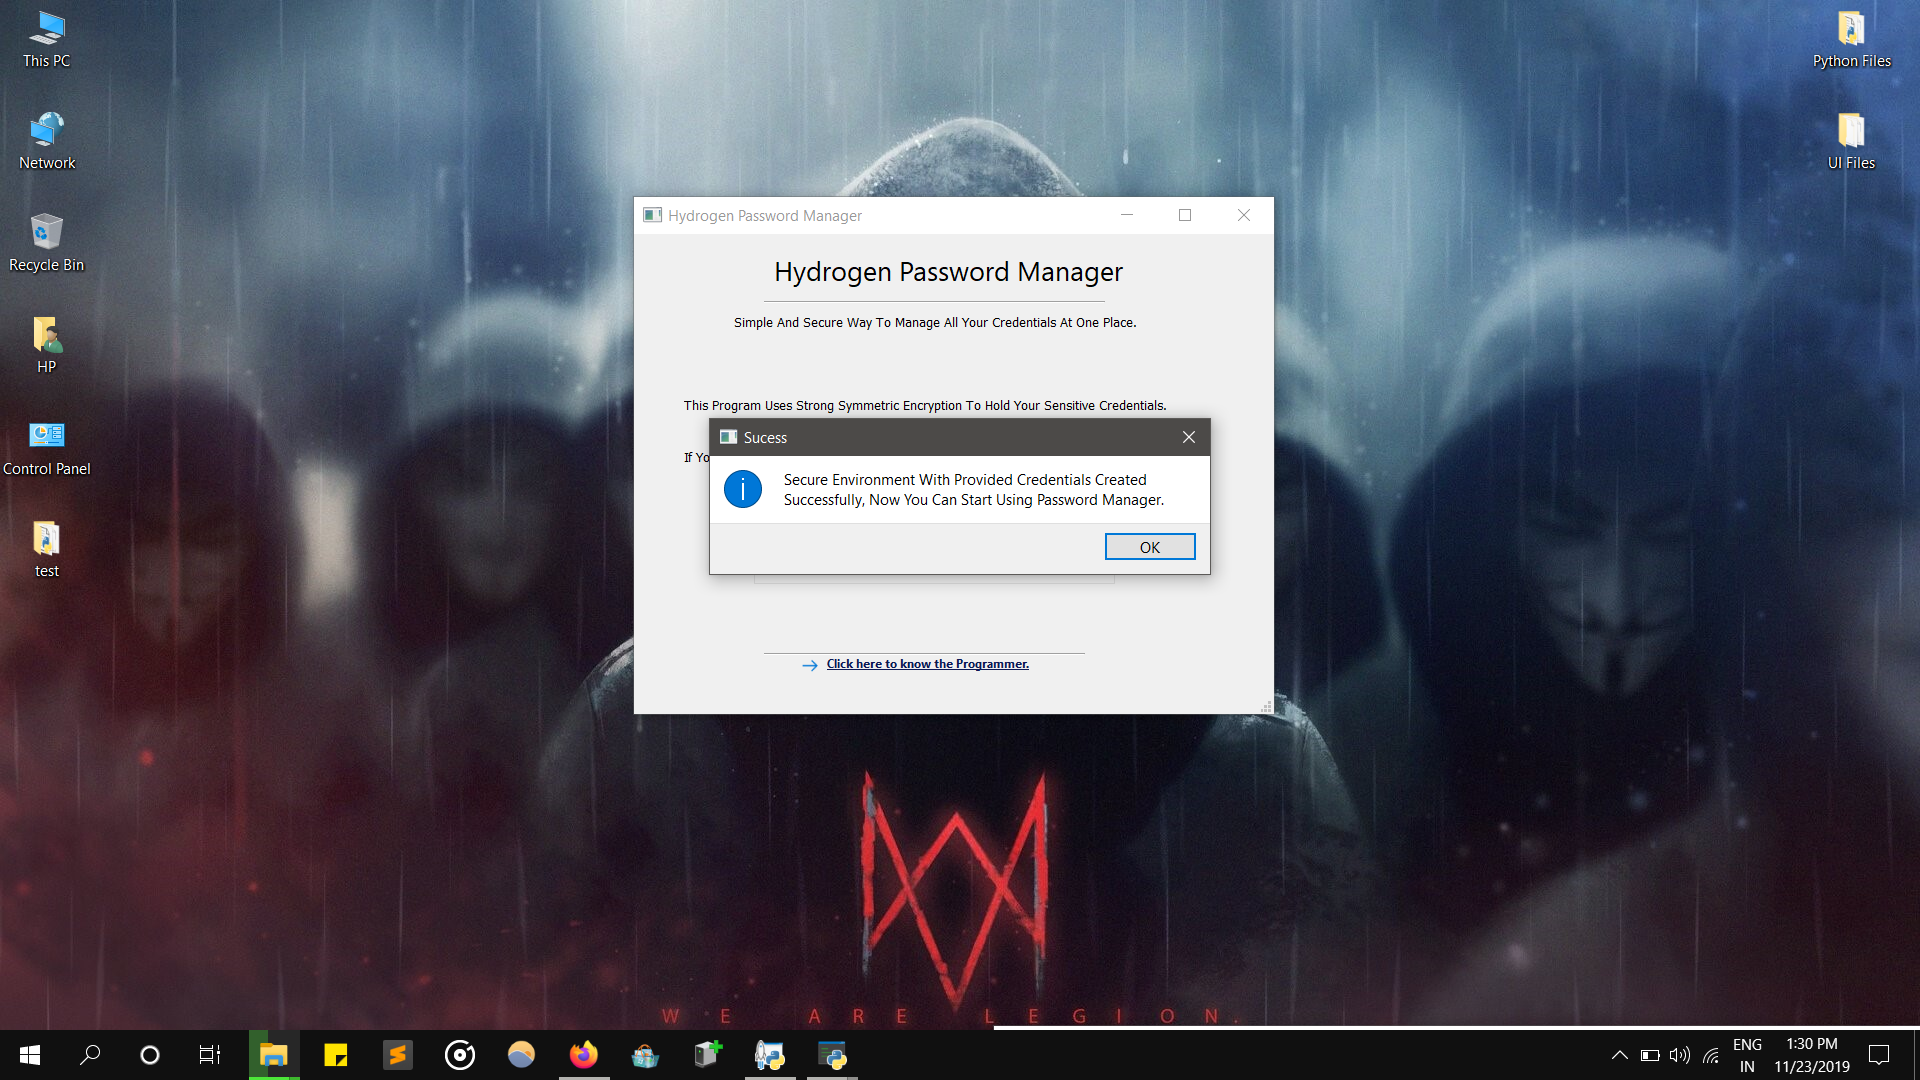 This PC
Network
Recycle Bin
HP
Control Panel
test
Python Files
UI Files
Hydrogen Password Manager
Hydrogen Password Manager
Simple And Secure Way To Manage All Your Credentials At One Place.
This Program Uses Strong Symmetric Encryption To Hold Your Sensitive Credentials.
If Yo
Sucess
Secure Environment With Provided Credentials Created
Successfully, Now You Can Start Using Password Manager.
OK
Click here to know the Programmer.
WE ARE LEGION.
ENG
IN
1:30 PM
11/23/2019